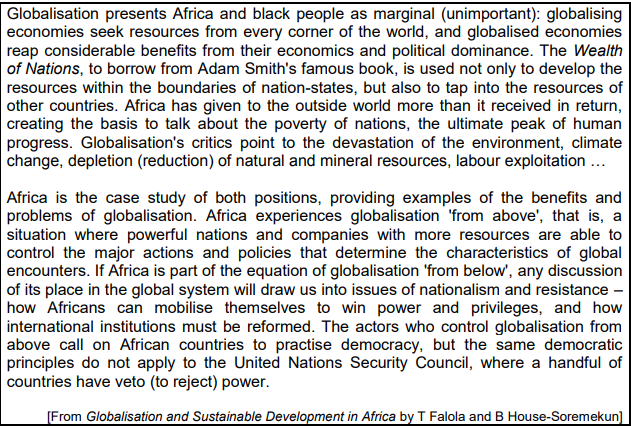 Globalisation presents Africa and black people as marginal (unimportant): globalising
economies seek resources from every corner of the world, and globalised economies
reap considerable benefits from their economics and political dominance. The Wealth
of Nations, to borrow from Adam Smith's famous book, is used not only to develop the
resources within the boundaries of nation-states, but also to tap into the resources of
other countries. Africa has given to the outside world more than it received in return,
creating the basis to talk about the poverty of nations, the ultimate peak of human
progress. Globalisation's critics point to the devastation of the environment, climate
change, depletion (reduction) of natural and mineral resources, labour exploitation …
Africa is the case study of both positions, providing examples of the benefits and
problems of globalisation. Africa experiences globalisation 'from above', that is, a
situation where powerful nations and companies with more resources are able to
control the major actions and policies that determine the characteristics of global
encounters. If Africa is part of the equation of globalisation 'from below', any discussion
of its place in the global system will draw us into issues of nationalism and resistance –
how Africans can mobilise themselves to win power and privileges, and how
international institutions must be reformed. The actors who control globalisation from
above call on African countries to practise democracy, but the same democratic
principles do not apply to the United Nations Security Council, where a handful of
countries have veto (to reject) power.
[From Globalisation and Sustainable Development in Africa by T Falola and B House-Soremekun]